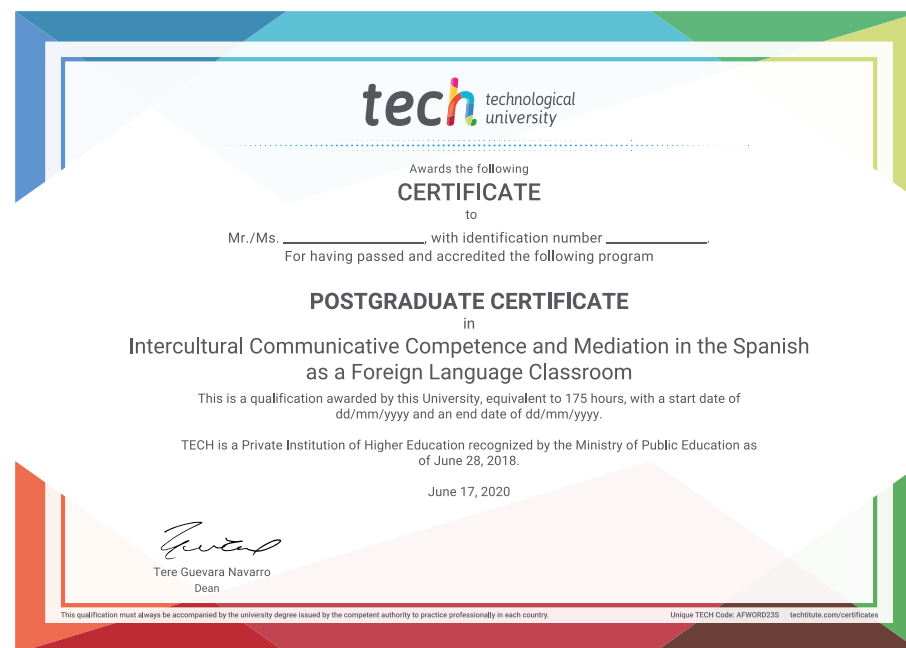 tech technological
university
Awards the following
CERTIFICATE
to
Mr./Ms. ____________________, with identification number ______________.
For having passed and accredited the following program
POSTGRADUATE CERTIFICATE
in
Intercultural Communicative Competence and Mediation in the Spanish
as a Foreign Language Classroom
This is a qualification awarded by this University, equivalent to 175 hours, with a start date of
dd/mm/yyyy and an end date of dd/mm/yyyy.
TECH is a Private Institution of Higher Education recognized by the Ministry of Public Education as
of June 28, 2018.
June 17, 2020
Tere Guevara Navarro
Dean
This qualification must always be accompanied by the university degree issued by the competent authority to practice professionally in each country. Unique TECH Code: AFWORD23S techtitute.com/certificates